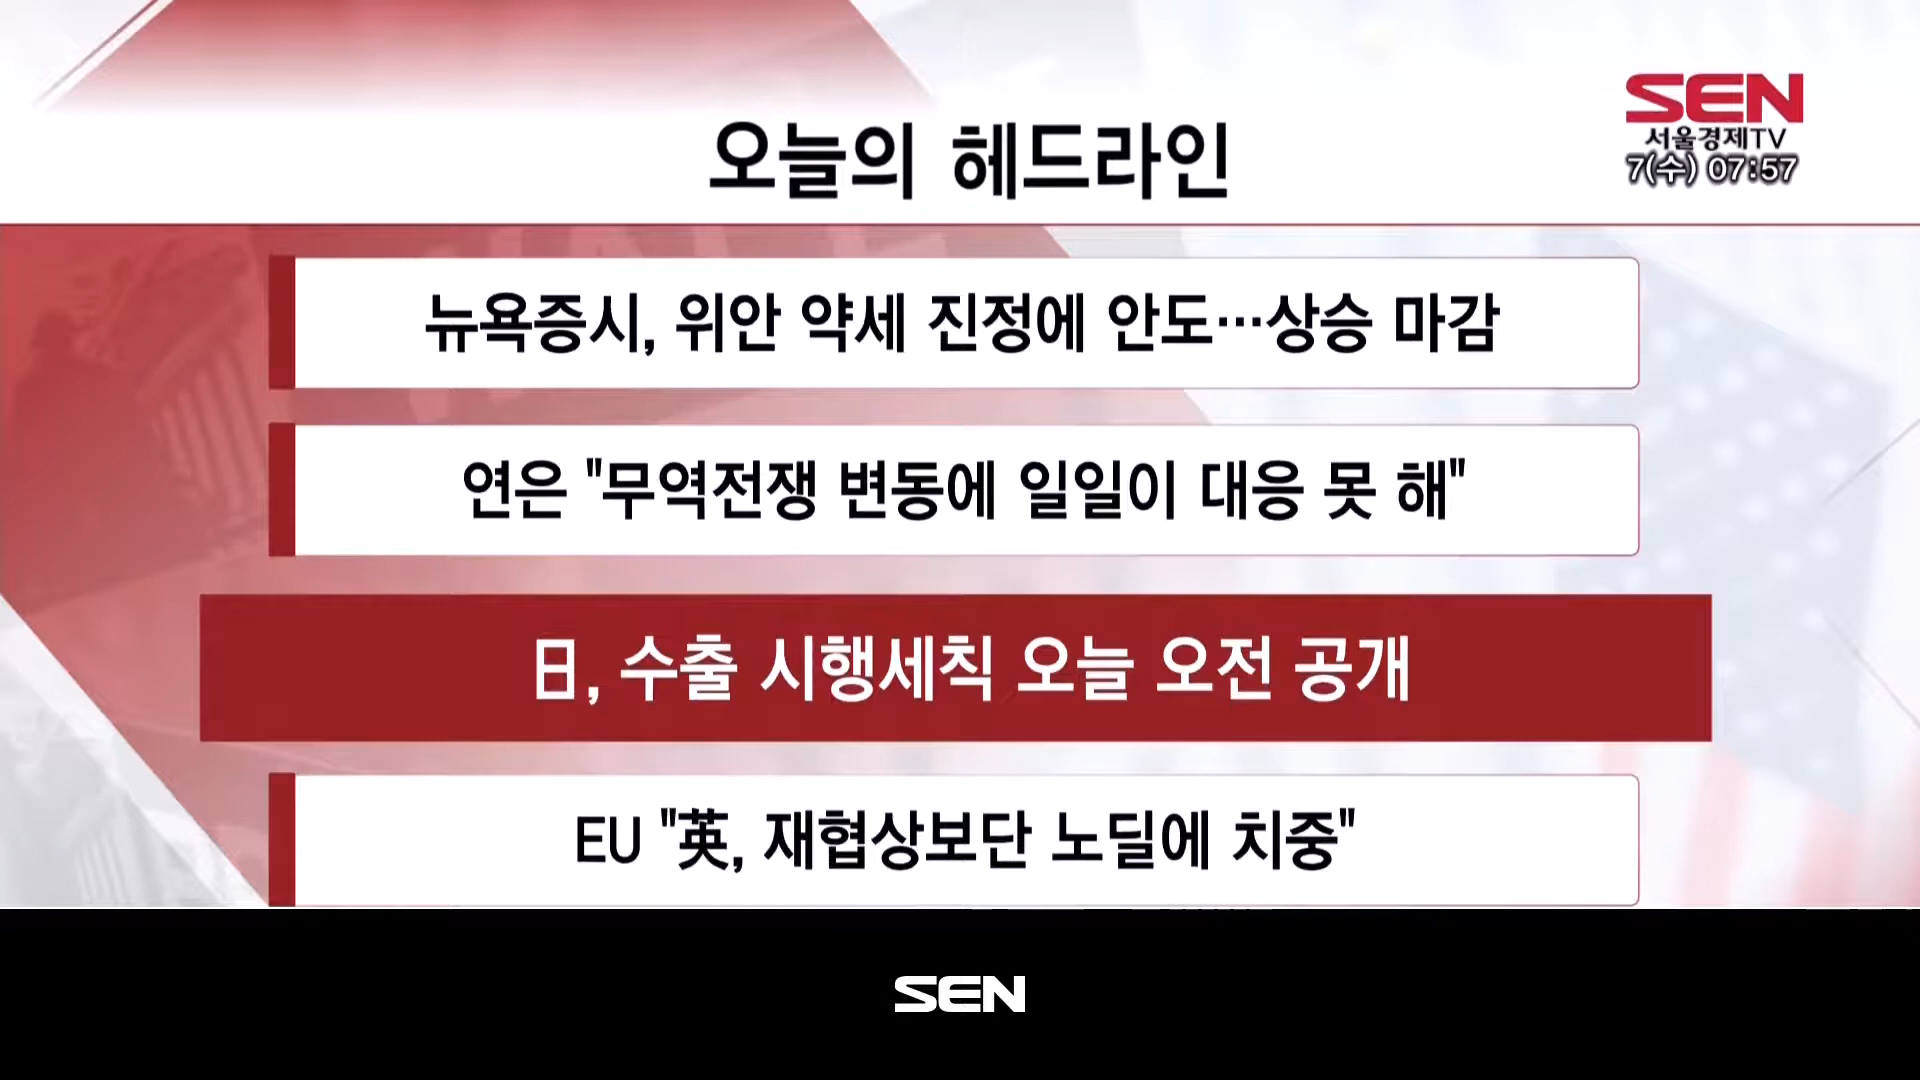 오늘의 헤드라인
SEN
서울경제TV
7(수) 07:57
뉴욕증시, 위안 약세 진정에 안도…상승 마감
연은 "무역전쟁 변동에 일일이 대응 못 해"
日, 수출 시행세칙 오늘 오전 공개
EU "英, 재협상보단 노딜에 치중"
SEN